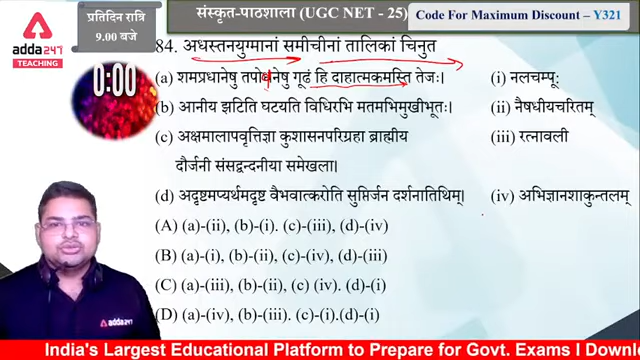 adda247
TEACHING
प्रतिदिन रात्रि
9.00 बजे
संस्कृत-पाठशाला (UGC NET - 25)
Code For Maximum Discount – Y321
0:00
84. अधस्तनयुग्मानां समीचीनां तालिकां चिनुत
(a) शमप्रधानेषु तपोधनेषु गूढं हि दाहात्मकमस्ति तेजः। (i) नलचम्पूः
(b) आनीय झटिति घटयति विधिरभि मतमभिमुखीभूतः। (ii) नैषधीयचरितम्
(c) अक्षमालापवृत्तिज्ञा कुशासनपरिग्रहा ब्राह्मीय (iii) रत्नावली
दौर्जनी संसद्वन्दनीया समेखला।
(d) अदृष्टमप्यर्थमदृष्ट वैभवात्करोति सुप्तिर्जन दर्शनातिथिम्। (iv) अभिज्ञानशाकुन्तलम्
(A) (a)-(ii), (b)-(i). (c)-(iii), (d)-(iv)
(B) (a)-(i), (b)-(ii), (c)-(iv), (d)-(iii)
(C) (a)-(iii), (b)-(ii), (c) (iv). (d)-(i)
(D) (a)-(iv), (b)-(iii). (c)-(i).(d)-(i)
adda247
India's Largest Educational Platform to Prepare for Govt. Exams I Downl